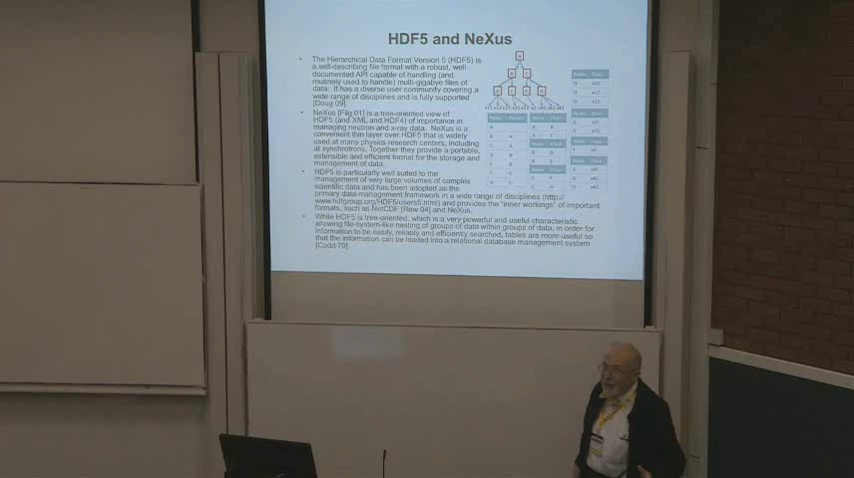 HDF5 and NeXus
• The Hierarchical Data Format Version 5 (HDF5) is
a self-describing file format with a robust, well
documented API capable of handling (and
routinely used to handle) multi-gigabyte files of
data. It has a diverse user community covering a
wide range of disciplines and is fully supported
[Doug 09].
• NeXus [Filg 01] is a tree-oriented view of
HDF5 (and XML and HDF4) of importance in
managing neutron and x-ray data. NeXus is a
convenient thin layer over HDF5 that is widely
used at many physics research centers, including
at synchrotrons. Together they provide a portable,
extensible and efficient format for the storage and
management of data.
• HDF5 is particularly well suited to the
management of very large volumes of complex
scientific data and has been adopted as the
primary data-management framework in a wide range of disciplines (http://
www.hdfgroup.org/HDF5/users5.html) and provides the "inner workings" of important
formats, such as NetCDF [Rew 04] and NeXus.
• While HDF5 is tree-oriented, which is a very powerful and useful characteristic
allowing file-system-like nesting of groups of data within groups of data, in order for
information to be easily, reliably and efficiently searched, tables are more useful so
that the information can be loaded into a relational database management system
[Codd 70].